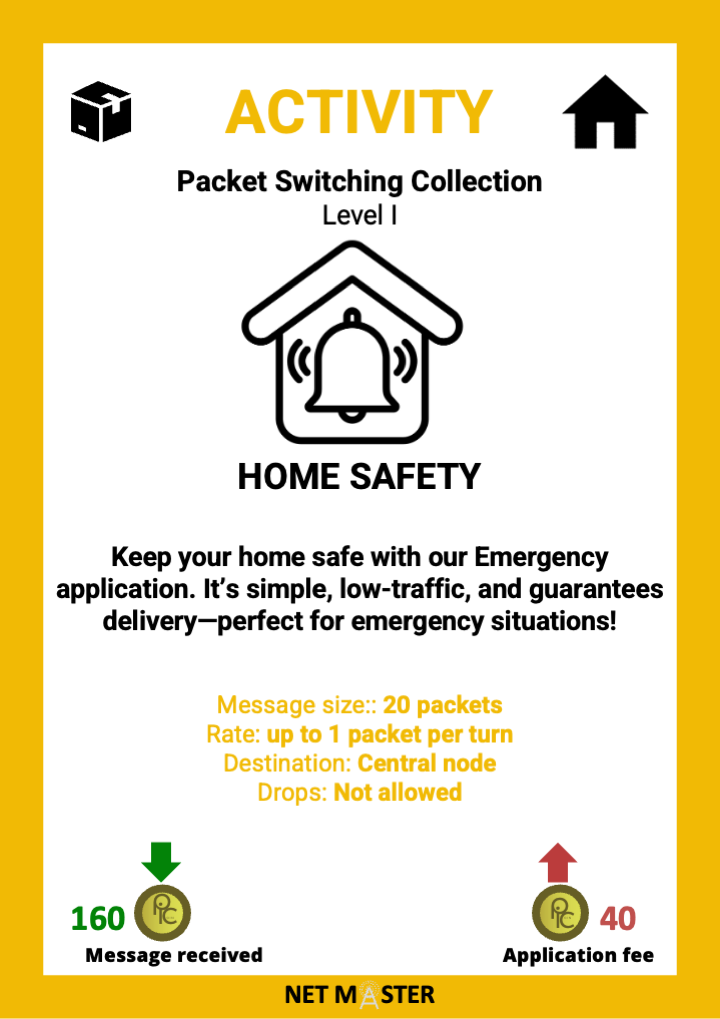 ACTIVITY
Packet Switching Collection
Level I
HOME SAFETY
Keep your home safe with our Emergency
application. It’s simple, low-traffic, and guarantees
delivery—perfect for emergency situations!
Message size:: 20 packets
Rate: up to 1 packet per turn
Destination: Central node
Drops: Not allowed
160
Message received
40
Application fee
NET MASTER